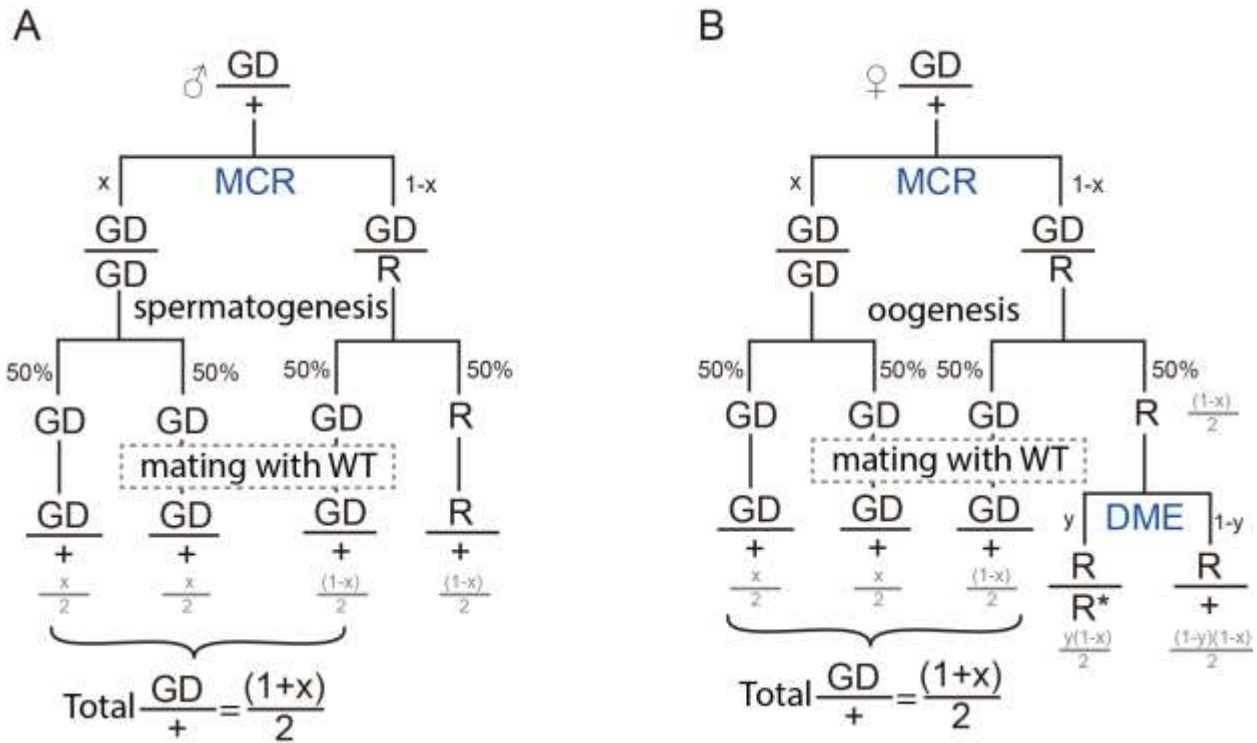 A
♂ GD
+
x MCR 1-x
GD GD
GD R
spermatogenesis
50% 50% 50% 50%
GD GD GD R
mating with WT
GD GD GD R
+ + + +
x x (1-x) (1-x)
2 2 2 2
Total GD = (1+x)
+ 2
B
♀ GD
+
x MCR 1-x
GD GD
GD R
oogenesis
50% 50% 50% 50%
GD GD GD R (1-x)
2
mating with WT
GD GD GD
+ + +
x x (1-x)
2 2 2
y DME 1-y
R R
R* +
y(1-x) (1-y)(1-x)
2 2
Total GD = (1+x)
+ 2